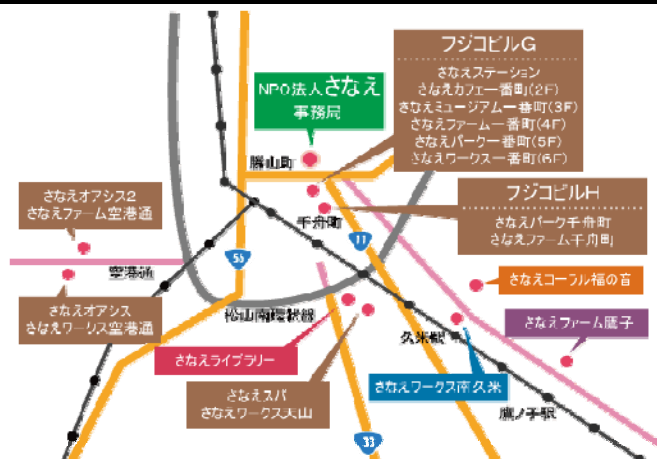 フジコビルG
さなえステーション
さなえカフェ一番町(2F)
さなえミュージアム一番町(3F)
さなえファーム一番町(4F)
さなえパーク一番町(5F)
さなえワークス一番町(6F)
NPO法人さなえ
事務局
勝山町
フジコビルH
さなえパーク千舟町
さなえファーム千舟町
千舟町
さなえオアシス2
さなえファーム空港通
11
56
空港通
さなえコーラル福の音
さなえオアシス
さなえワークス空港通
松山南環状線
久米駅
さなえファーム鷹子
さなえライブラリー
さなえワークス南久米
さなえスパ
さなえワークス天山
鷹ノ子駅
33